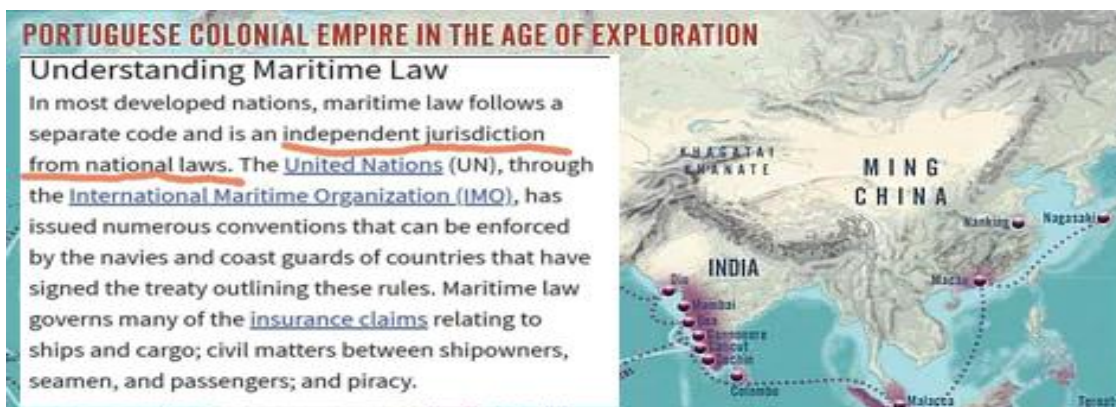 PORTUGUESE COLONIAL EMPIRE IN THE AGE OF EXPLORATION
Understanding Maritime Law
In most developed nations, maritime law follows a
separate code and is an independent jurisdiction
from national laws. The United Nations (UN), through
the International Maritime Organization (IMO), has
issued numerous conventions that can be enforced
by the navies and coast guards of countries that have
signed the treaty outlining these rules. Maritime law
governs many of the insurance claims relating to
ships and cargo; civil matters between shipowners,
seamen, and passengers; and piracy.
KHANATE
MING
CHINA
Nanking
Nagasaki
INDIA
Diu
Mumbai
Goa
Cochin
Colombo
Macau
Malacca